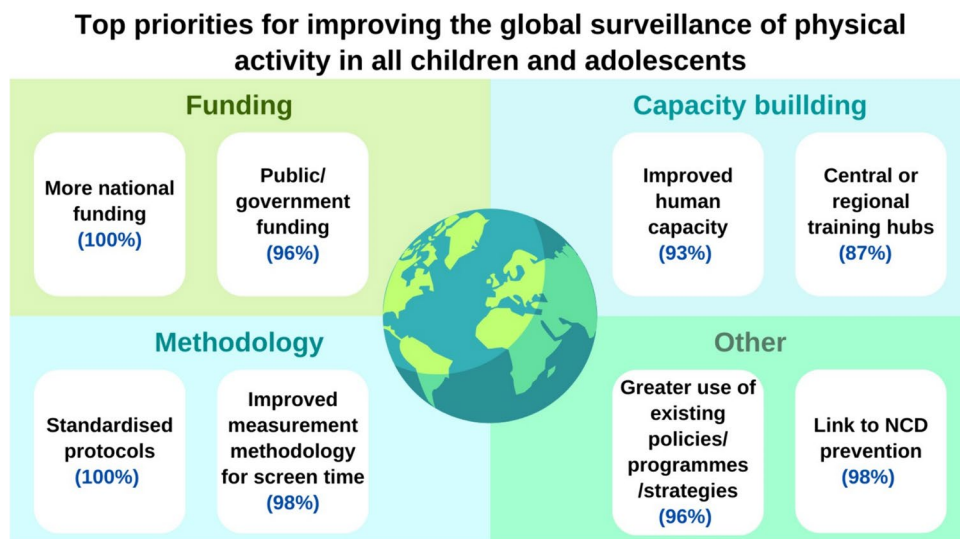 Top priorities for improving the global surveillance of physical
activity in all children and adolescents
Funding
More national
funding
(100%)
Public/
government
funding
(96%)
Capacity buillding
Improved
human
capacity
(93%)
Central or
regional
training hubs
(87%)
Methodology
Standardised
protocols
(100%)
Improved
measurement
methodology
for screen time
(98%)
Other
Greater use of
existing
policies/
programmes
/strategies
(96%)
Link to NCD
prevention
(98%)